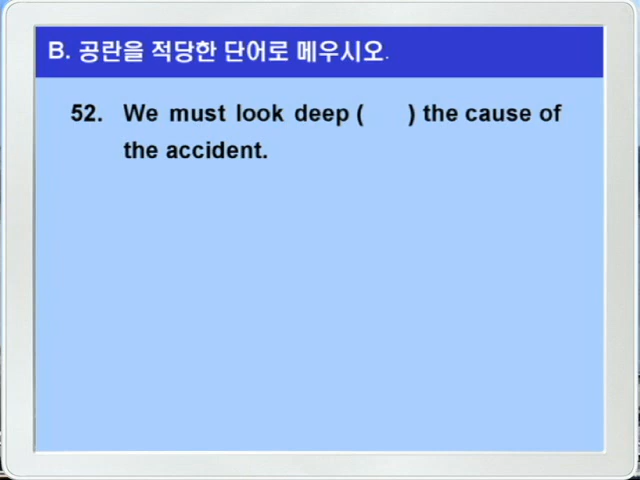 B. 공란을 적당한 단어로 메우시오.
52. We must look deep (      ) the cause of
the accident.